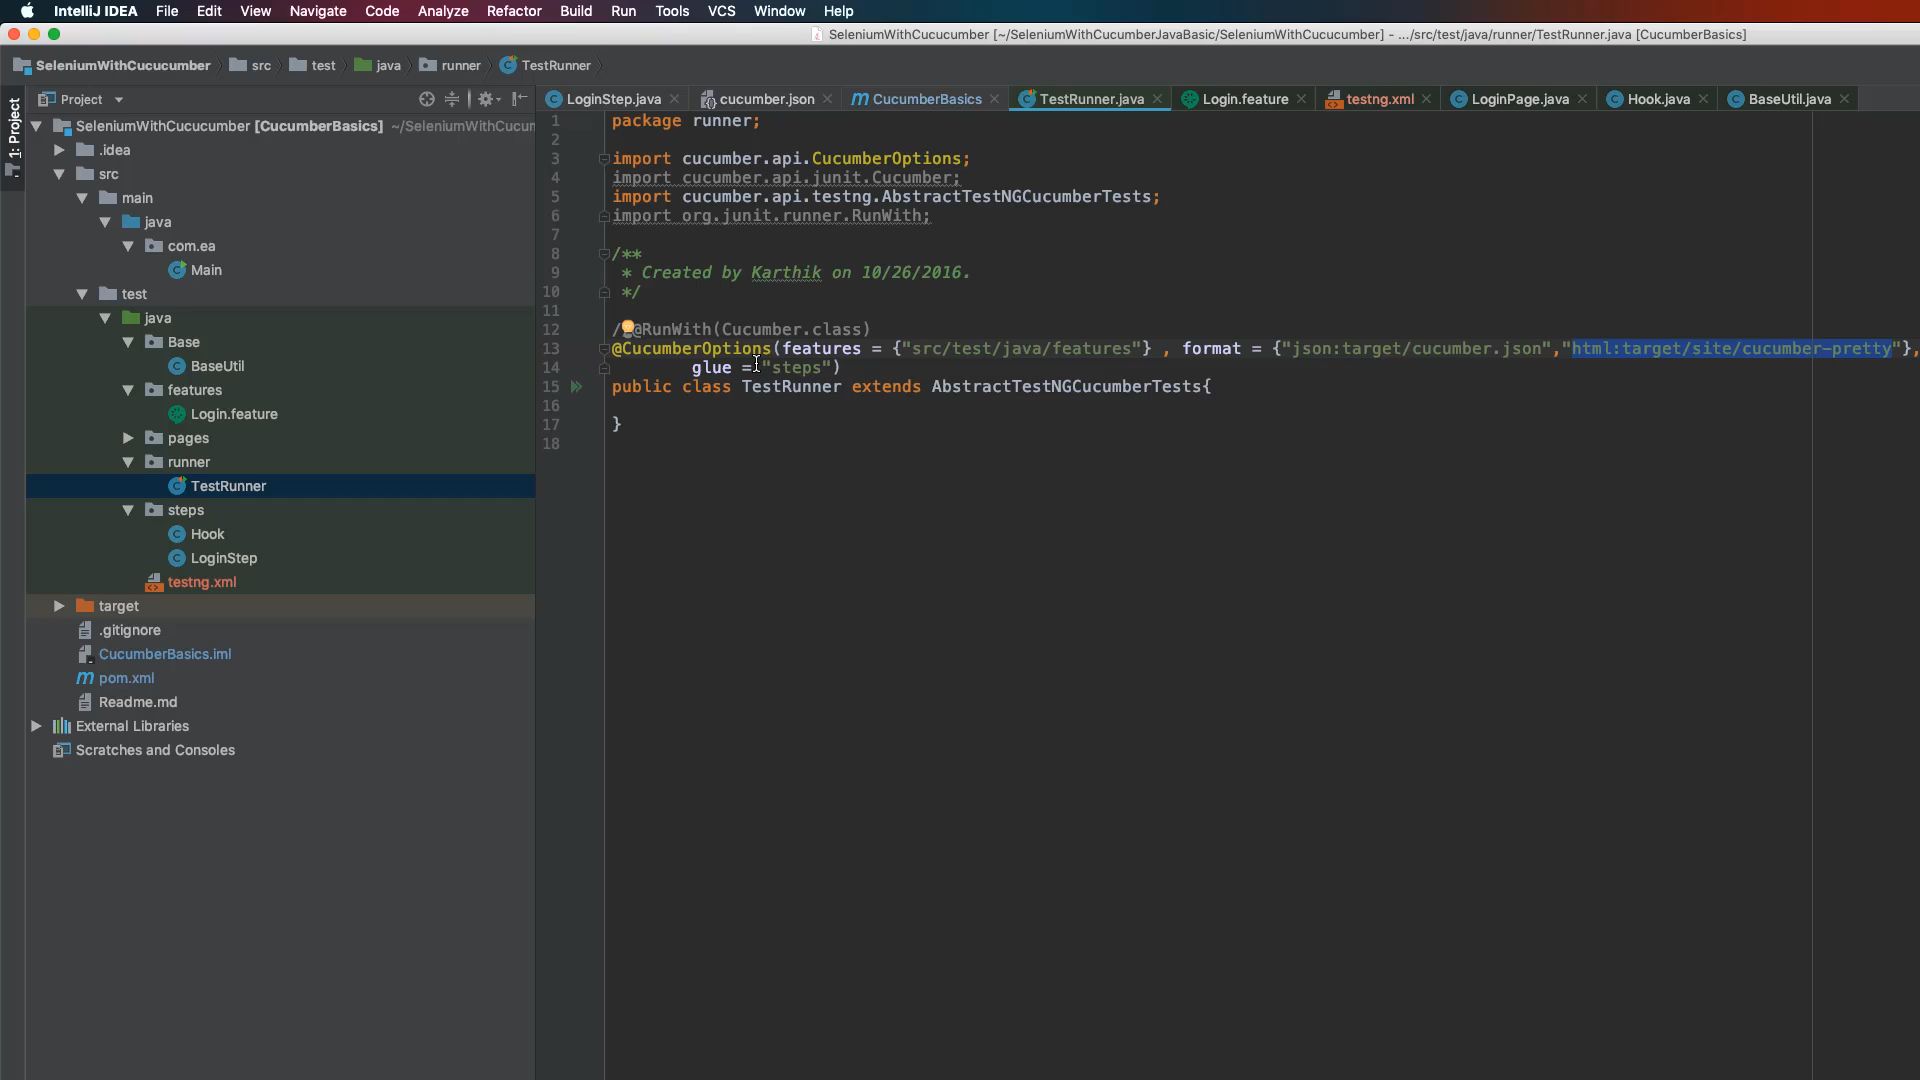 IntelliJ IDEA File Edit View Navigate Code Analyze Refactor Build Run Tools VCS Window Help
SeleniumWithCucucumber [~/SeleniumWithCucumberJavaBasic/SeleniumWithCucucumber] - .../src/test/java/runner/TestRunner.java [CucumberBasics]
SeleniumWithCucucumber src test java runner TestRunner
1: Project
Project
LoginStep.java cucumber.json CucumberBasics TestRunner.java Login.feature testng.xml LoginPage.java Hook.java BaseUtil.java
SeleniumWithCucucumber [CucumberBasics] ~/SeleniumWithCucum
.idea
src
main
java
com.ea
Main
test
java
Base
BaseUtil
features
Login.feature
pages
runner
TestRunner
steps
Hook
LoginStep
testng.xml
target
.gitignore
CucumberBasics.iml
pom.xml
Readme.md
External Libraries
Scratches and Consoles
1 package runner;
2
3 import cucumber.api.CucumberOptions;
4 import cucumber.api.junit.Cucumber;
5 import cucumber.api.testng.AbstractTestNGCucumberTests;
6 import org.junit.runner.RunWith;
7
8 /**
9 * Created by Karthik on 10/26/2016.
10 */
11
12 /@RunWith(Cucumber.class)
13 @CucumberOptions(features = {"src/test/java/features"} , format = {"json:target/cucumber.json","html:target/site/cucumber-pretty"},
14 glue = "steps")
15 public class TestRunner extends AbstractTestNGCucumberTests{
16
17 }
18